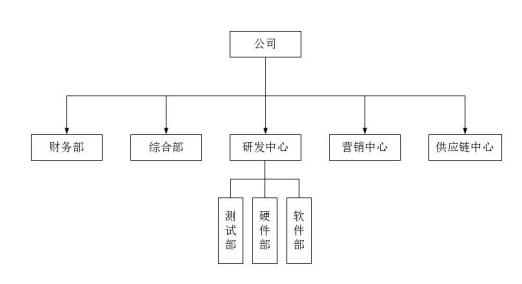 公司
财务部
综合部
研发中心
营销中心
供应链中心
测试部
硬件部
软件部